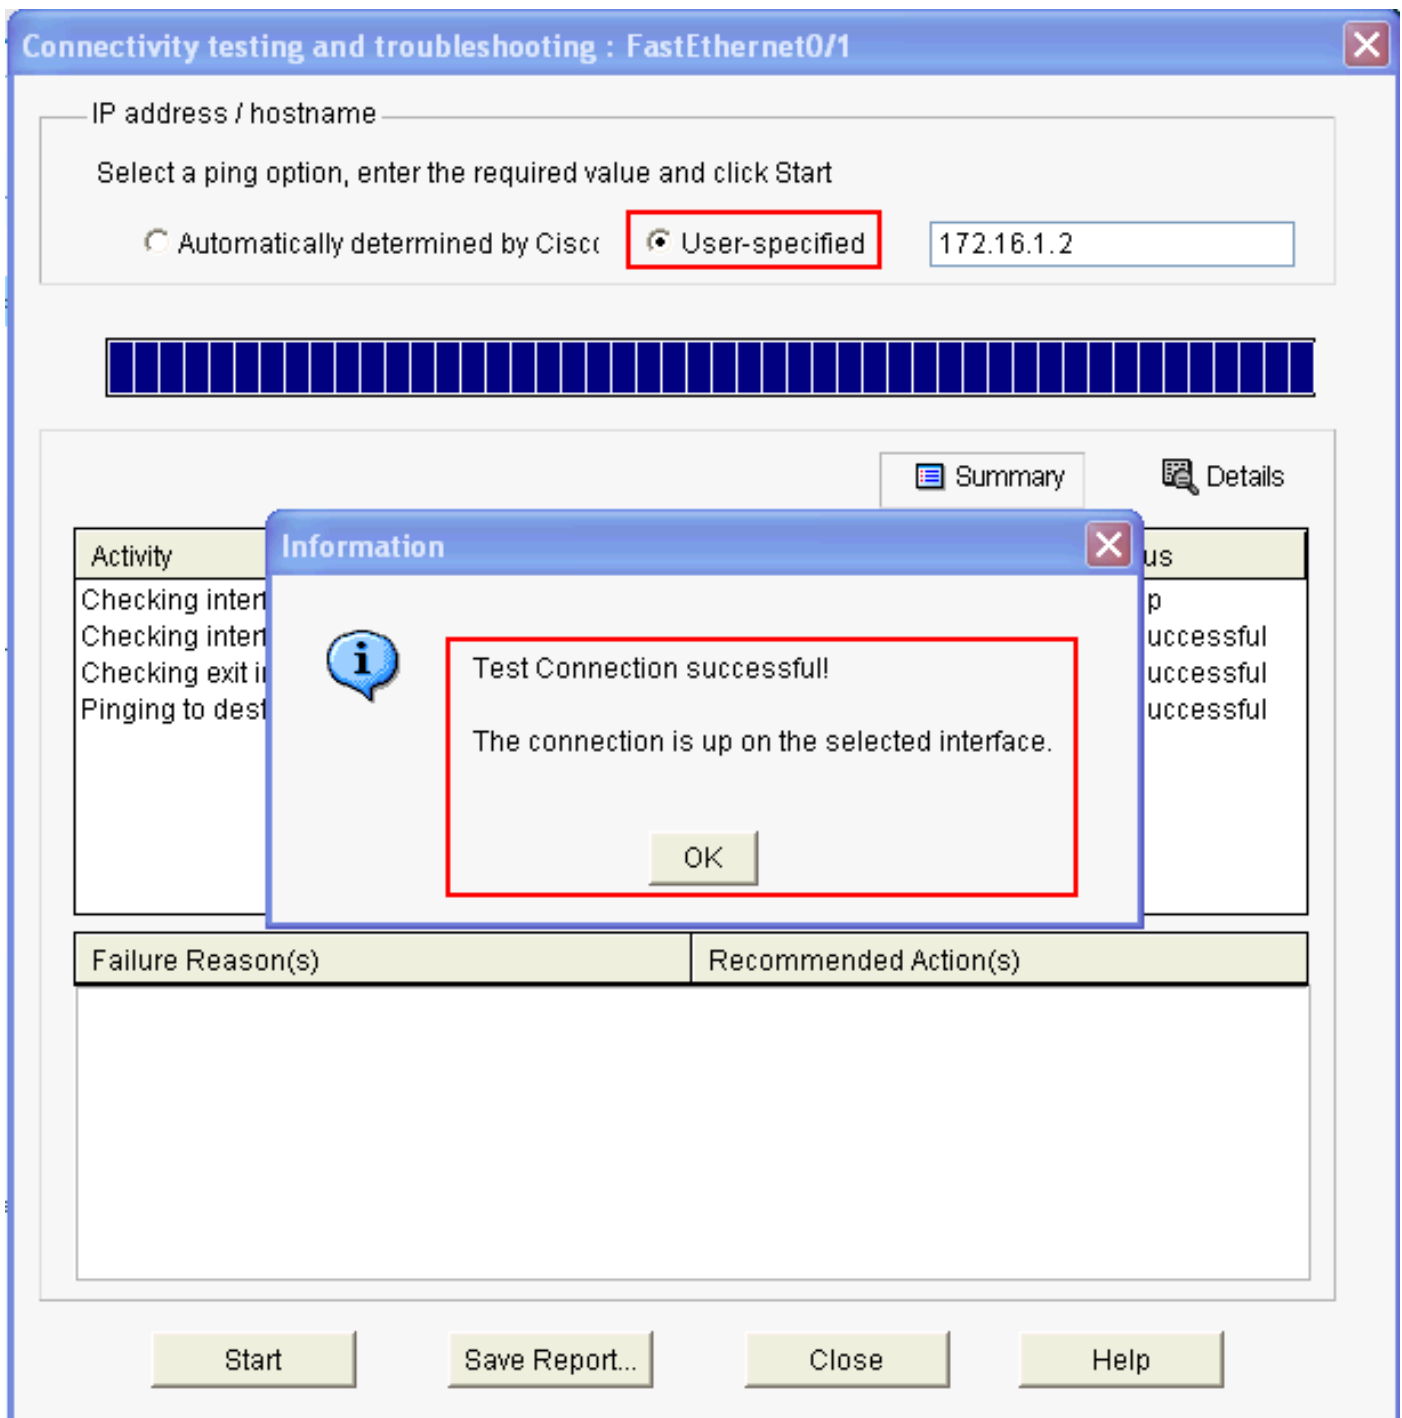 Connectivity testing and troubleshooting : FastEthernet0/1
IP address / hostname
Select a ping option, enter the required value and click Start
Automatically determined by Cisc
User-specified
172.16.1.2
Summary
Details
Activity
us
Information
Checking inter
p
Checking inter
uccessful
Checking exit i
uccessful
Pinging to des
uccessful
Test Connection successful!
The connection is up on the selected interface.
OK
Failure Reason(s)
Recommended Action(s)
Start
Save Report...
Close
Help